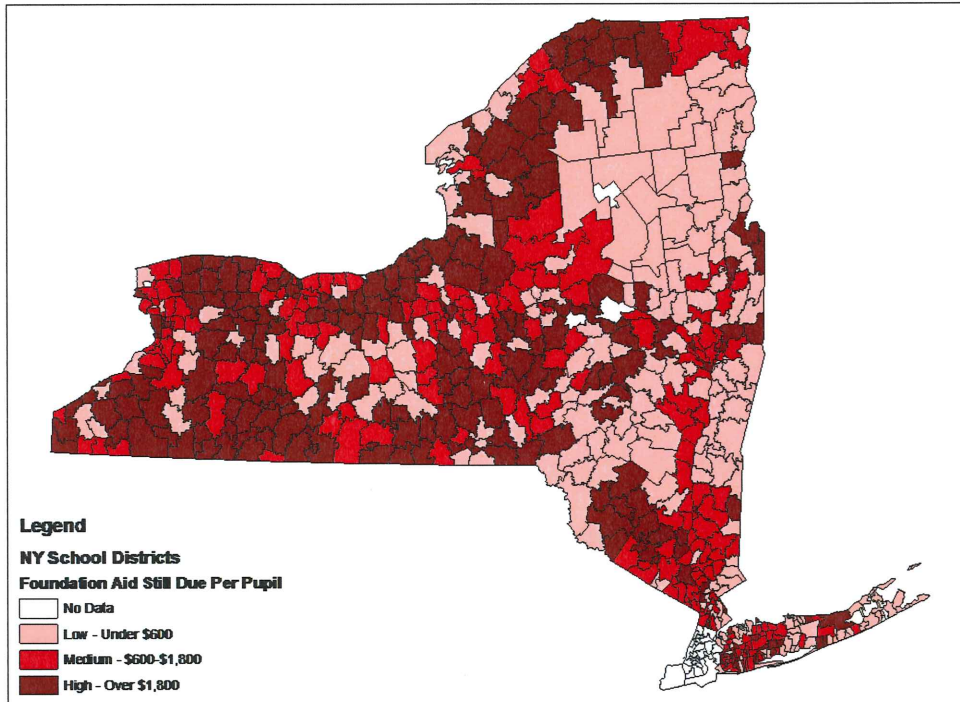 Legend
NY School Districts
Foundation Aid Still Due Per Pupil
No Data
Low - Under $600
Medium - $600-$1,800
High - Over $1,800